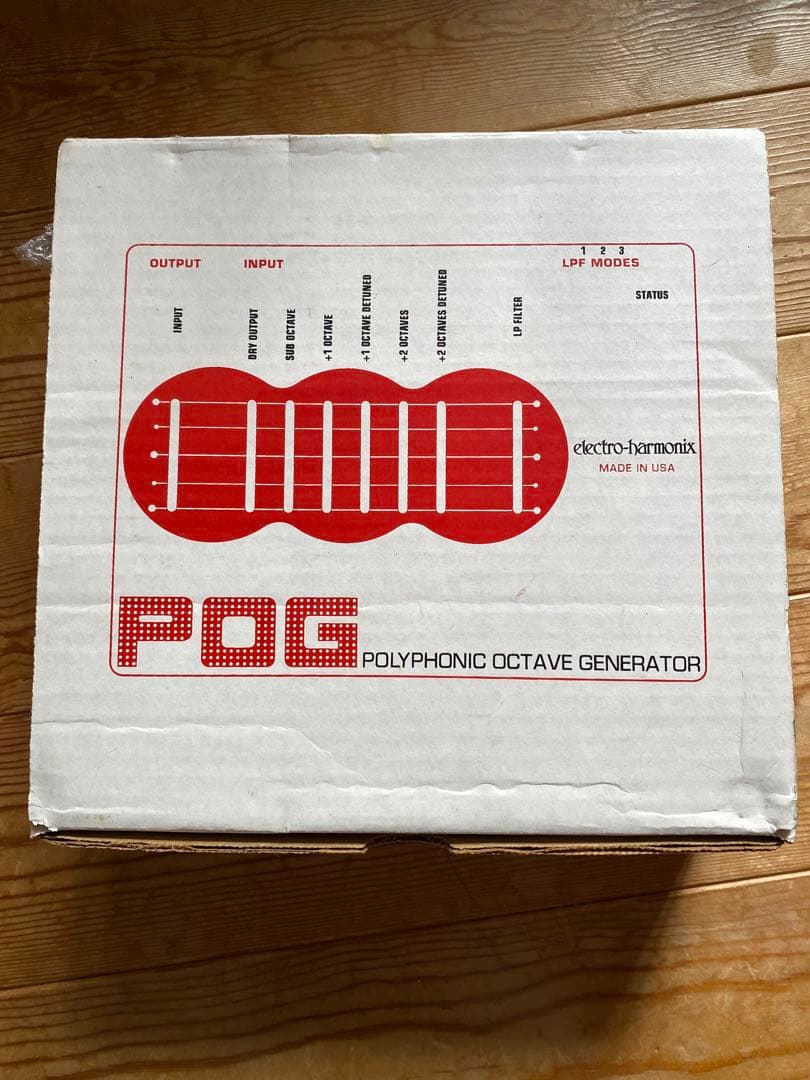 1 2 3
OUTPUT INPUT LPF MODES
STATUS
INPUT
DRY OUTPUT
SUB OCTAVE
+1 OCTAVE
+1 OCTAVE DETUNED
+2 OCTAVES
+2 OCTAVES DETUNED
LP FILTER
electro-harmonix
MADE IN USA
POG POLYPHONIC OCTAVE GENERATOR